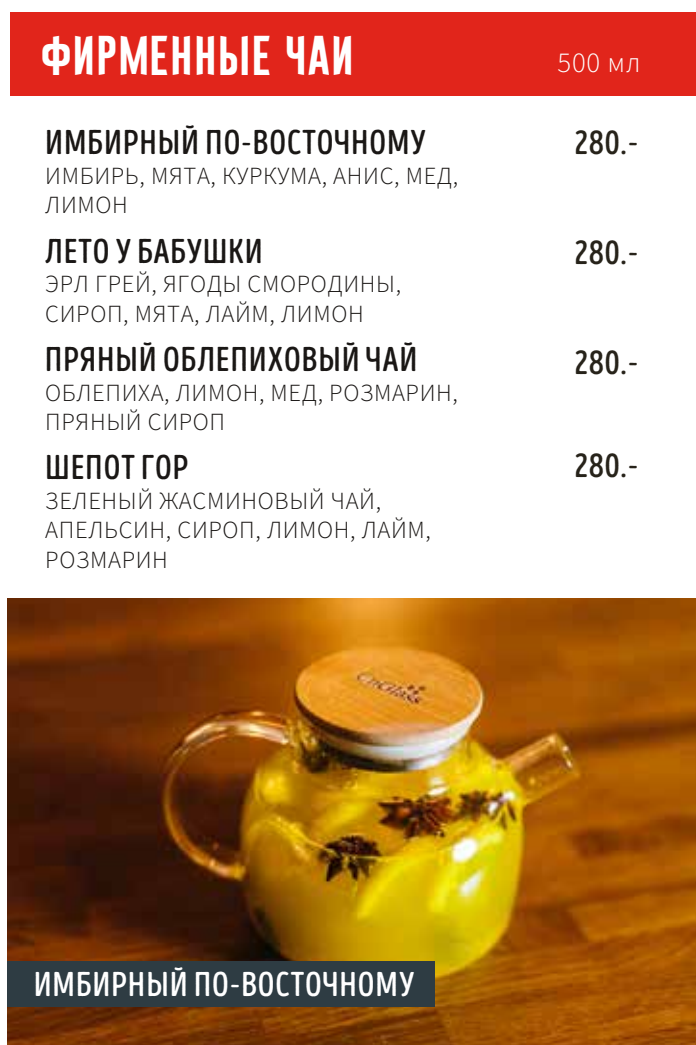 ФИРМЕННЫЕ ЧАИ 500 мл
ИМБИРНЫЙ ПО-ВОСТОЧНОМУ 280.-
ИМБИРЬ, МЯТА, КУРКУМА, АНИС, МЕД,
ЛИМОН
ЛЕТО У БАБУШКИ 280.-
ЭРЛ ГРЕЙ, ЯГОДЫ СМОРОДИНЫ,
СИРОП, МЯТА, ЛАЙМ, ЛИМОН
ПРЯНЫЙ ОБЛЕПИХОВЫЙ ЧАЙ 280.-
ОБЛЕПИХА, ЛИМОН, МЕД, РОЗМАРИН,
ПРЯНЫЙ СИРОП
ШЕПОТ ГОР 280.-
ЗЕЛЕНЫЙ ЖАСМИНОВЫЙ ЧАЙ,
АПЕЛЬСИН, СИРОП, ЛИМОН, ЛАЙМ,
РОЗМАРИН
ИМБИРНЫЙ ПО-ВОСТОЧНОМУ